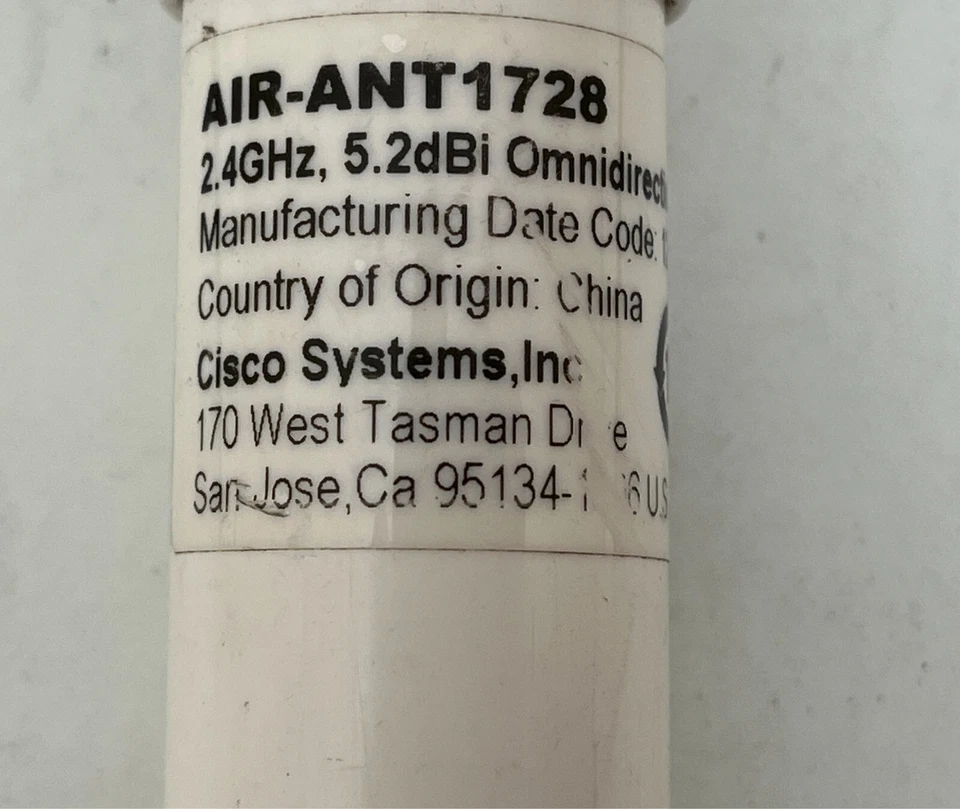 AIR-ANT1728
2.4GHz, 5.2dBi
Manufacturing Date Code:
Country of Origin: China
Cisco Systems,Inc
170 West Tasman
San Jose,Ca